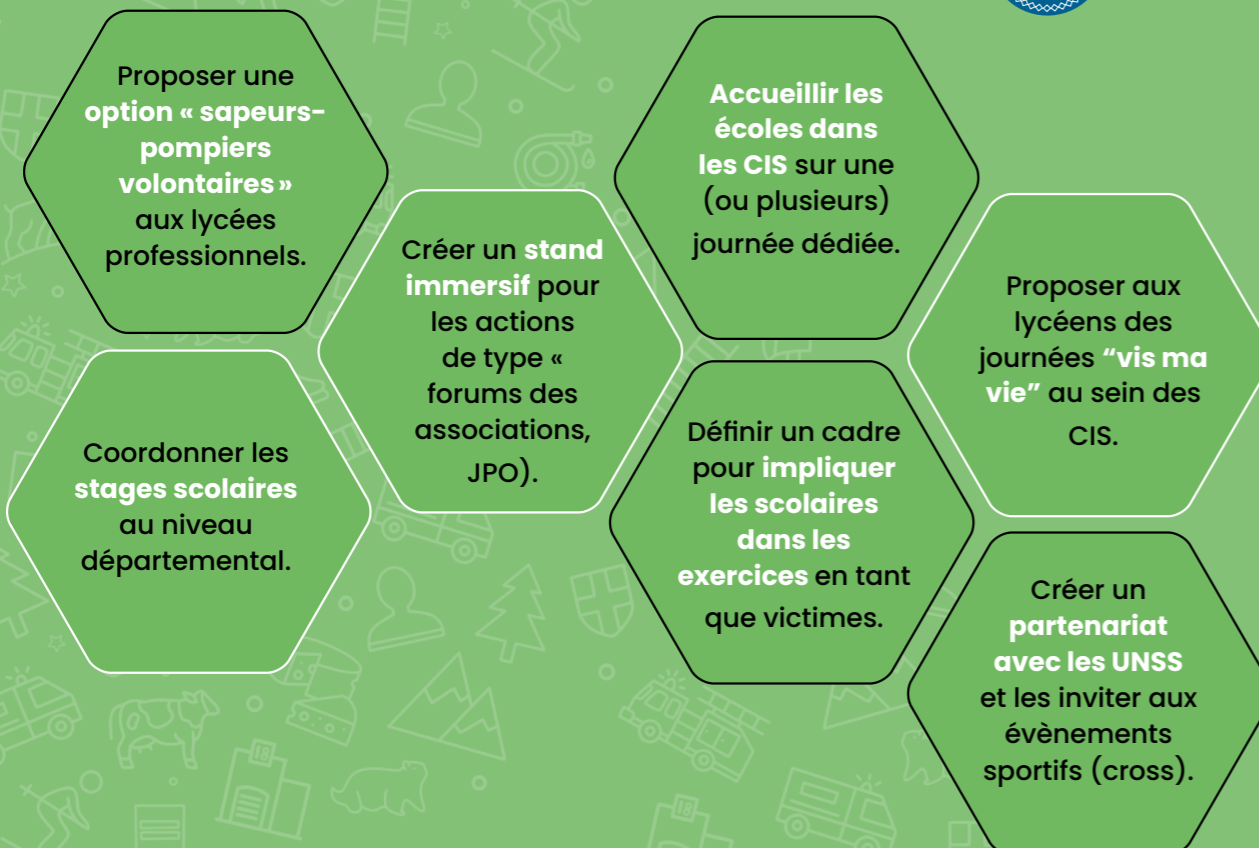 Proposer une
option « sapeurs-
pompiers
volontaires »
aux lycées
professionnels.
Créer un stand
immersif pour
les actions
de type «
forums des
associations,
JPO).
Accueillir les
écoles dans
les CIS sur une
(ou plusieurs)
journée dédiée.
Proposer aux
lycéens des
journées “vis ma
vie” au sein des
CIS.
Coordonner les
stages scolaires
au niveau
départemental.
Définir un cadre
pour impliquer
les scolaires
dans les
exercices en tant
que victimes.
Créer un
partenariat
avec les UNSS
et les inviter aux
évènements
sportifs (cross).
18
18